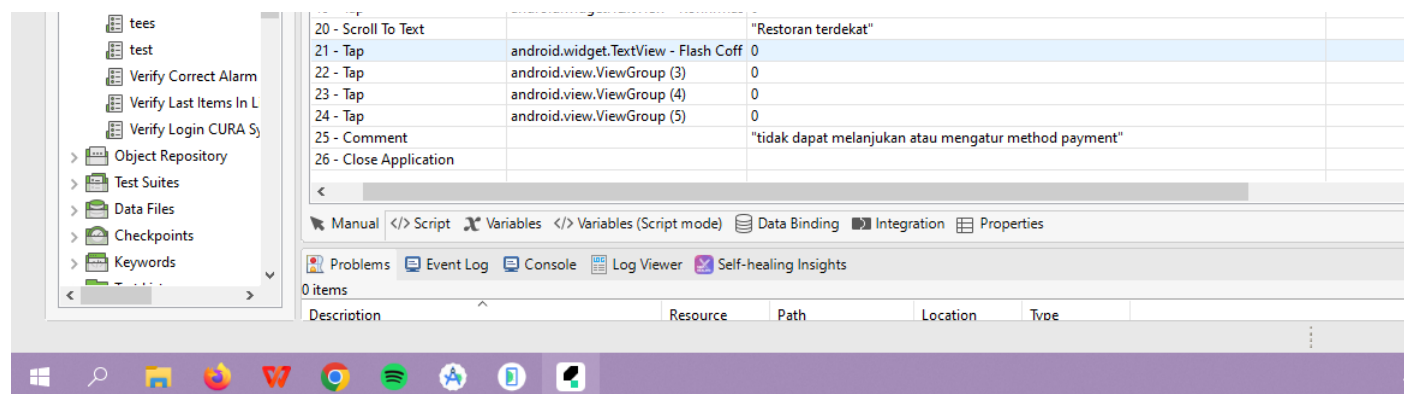 tees
test
Verify Correct Alarm
Verify Last Items In L
Verify Login CURA Sy
Object Repository
Test Suites
Data Files
Checkpoints
Keywords
20 - Scroll To Text "Restoran terdekat"
21 - Tap android.widget.TextView - Flash Coff 0
22 - Tap android.view.ViewGroup (3) 0
23 - Tap android.view.ViewGroup (4) 0
24 - Tap android.view.ViewGroup (5) 0
25 - Comment "tidak dapat melanjukan atau mengatur method payment"
26 - Close Application
Manual </> Script Variables </> Variables (Script mode) Data Binding Integration Properties
Problems Event Log Console Log Viewer Self-healing Insights
0 items
Description Resource Path Location Type